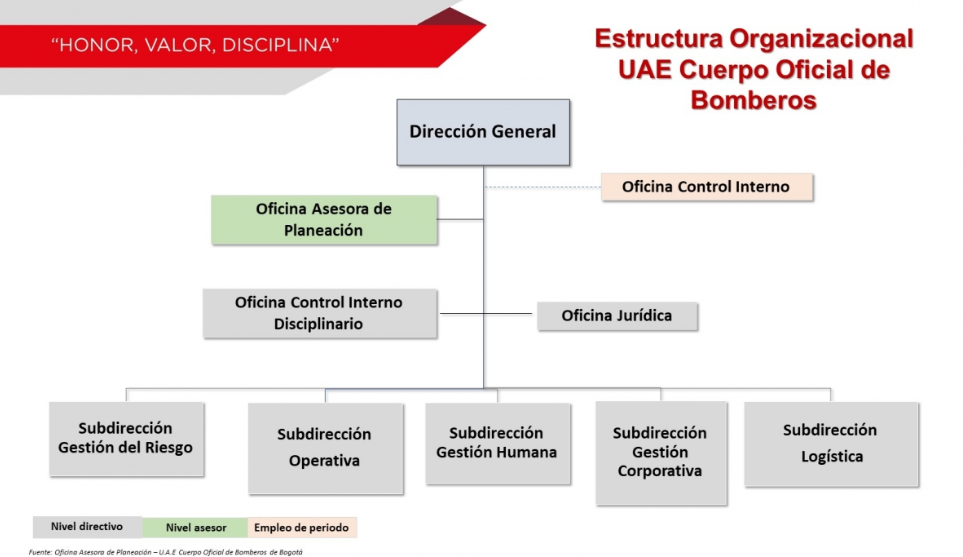 “HONOR, VALOR, DISCIPLINA”
Estructura Organizacional
UAE Cuerpo Oficial de
Bomberos
Dirección General
Oficina Control Interno
Oficina Asesora de
Planeación
Oficina Control Interno
Disciplinario
Oficina Jurídica
Subdirección
Gestión del Riesgo
Subdirección
Operativa
Subdirección
Gestión Humana
Subdirección
Gestión
Corporativa
Subdirección
Logística
Nivel directivo
Nivel asesor
Empleo de periodo
Fuente: Oficina Asesora de Planeación – U.A.E Cuerpo Oficial de Bomberos de Bogotá